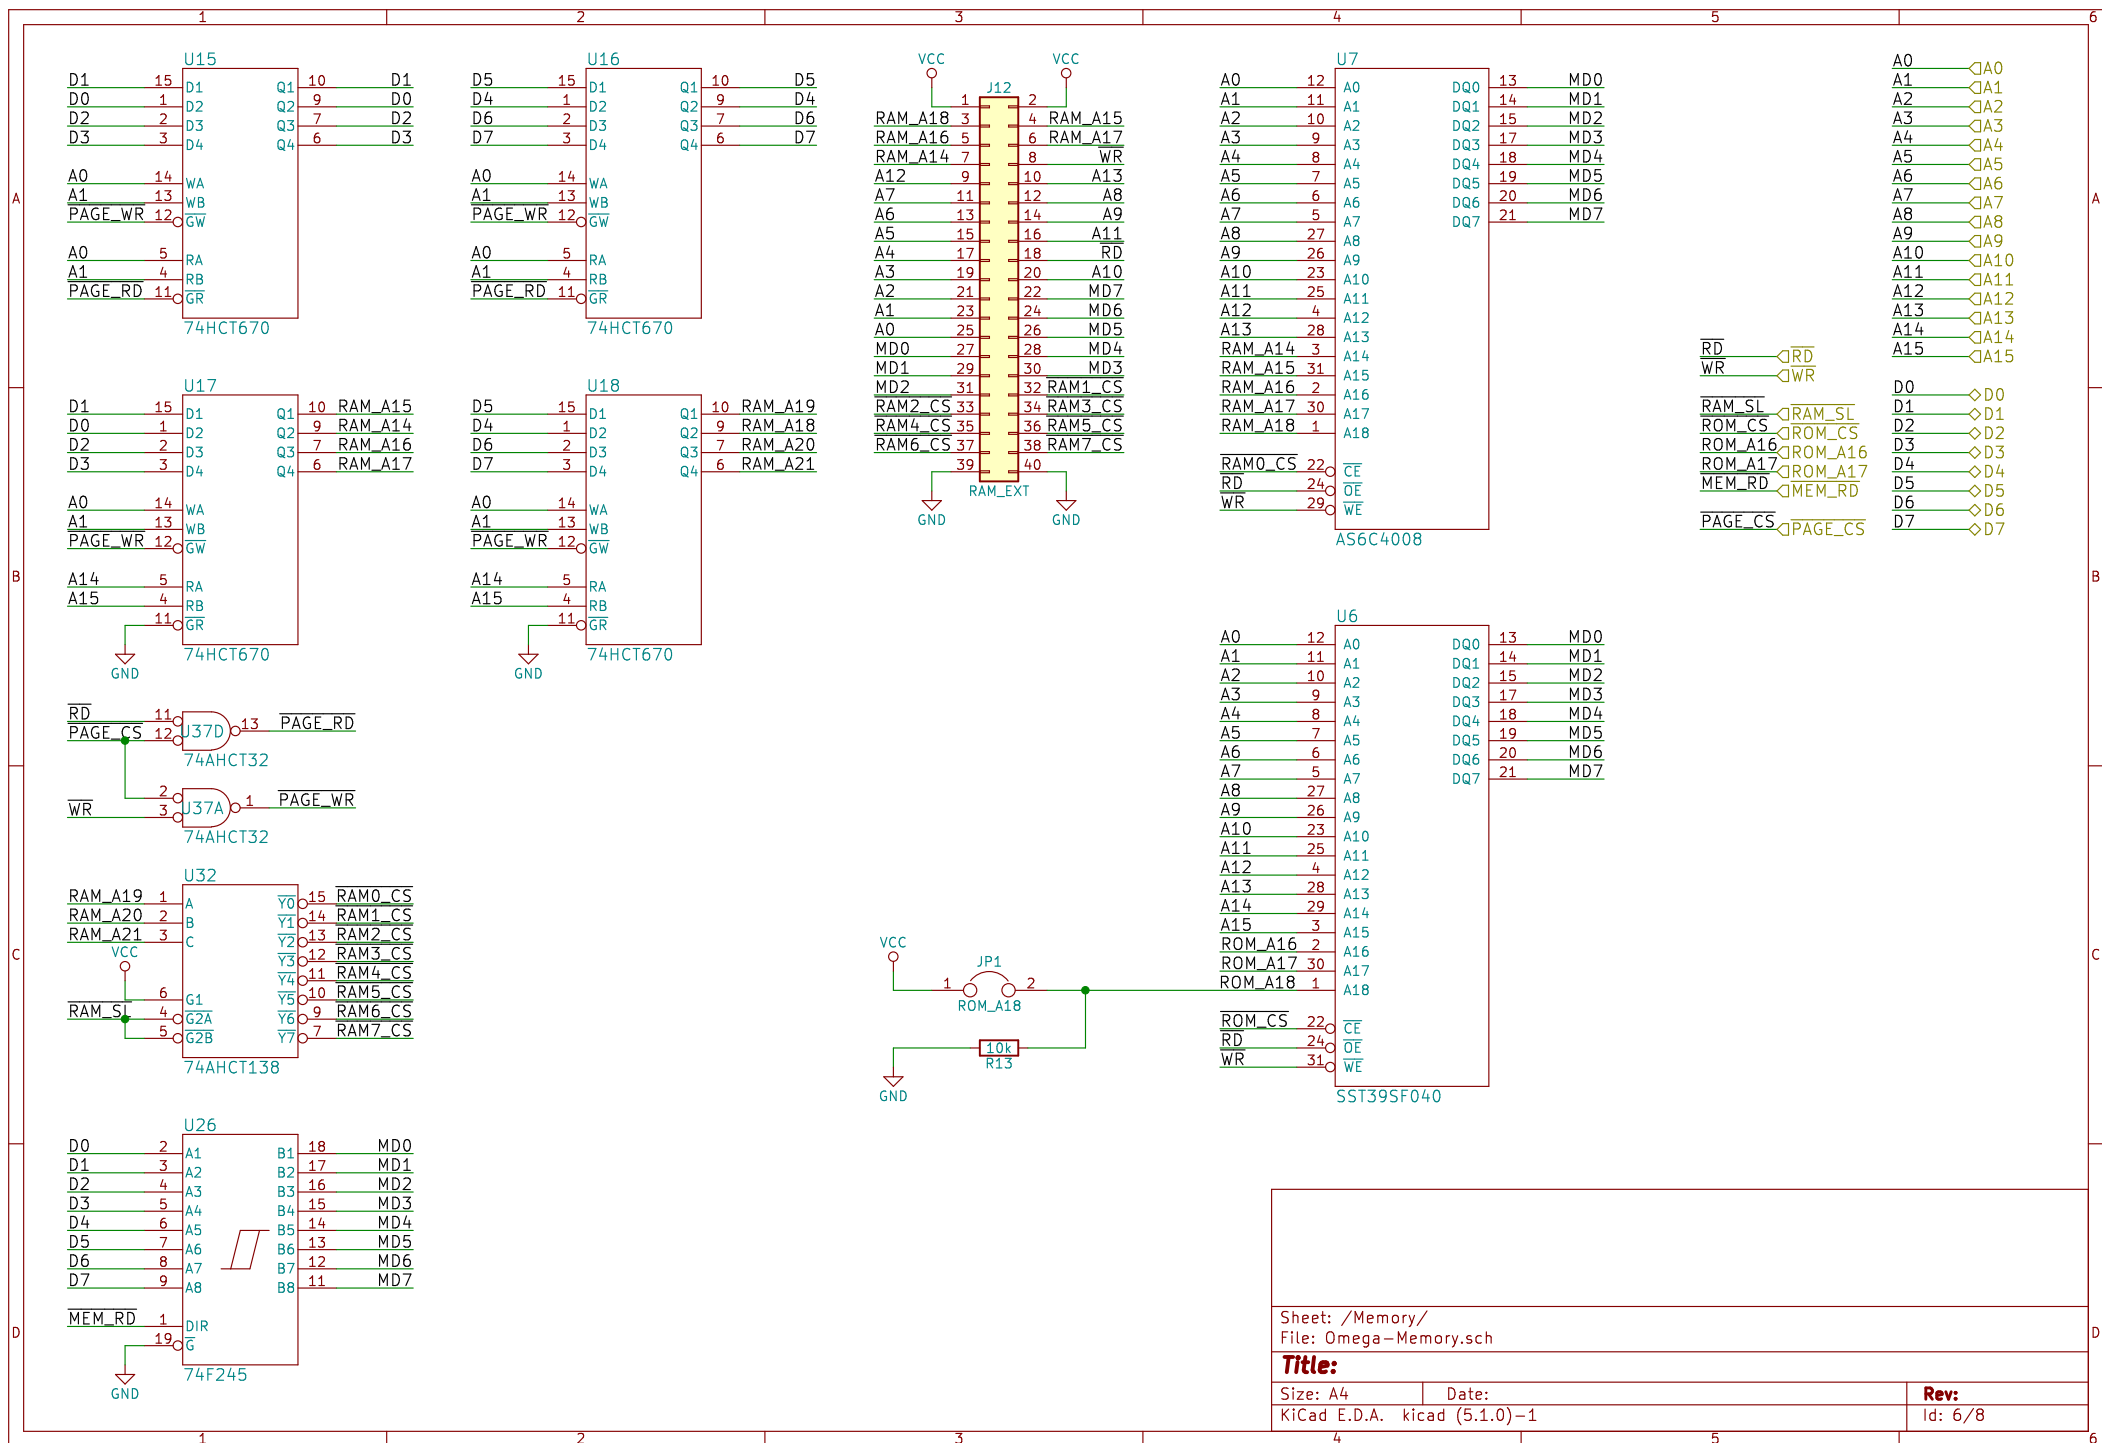 1 2 3 4 5 6
A
B
C
D
U15
D1 15 D1 Q1 10 D1
D0 1 D2 Q2 9 D0
D2 2 D3 Q3 7 D2
D3 3 D4 Q4 6 D3
A0 14 WA
A1 13 WB
PAGE_WR 12 GW
A0 5 RA
A1 4 RB
PAGE_RD 11 GR
74HCT670
U16
D5 15 D1 Q1 10 D5
D4 1 D2 Q2 9 D4
D6 2 D3 Q3 7 D6
D7 3 D4 Q4 6 D7
A0 14 WA
A1 13 WB
PAGE_WR 12 GW
A0 5 RA
A1 4 RB
PAGE_RD 11 GR
74HCT670
U17
D1 15 D1 Q1 10 RAM_A15
D0 1 D2 Q2 9 RAM_A14
D2 2 D3 Q3 7 RAM_A16
D3 3 D4 Q4 6 RAM_A17
A0 14 WA
A1 13 WB
PAGE_WR 12 GW
A14 5 RA
A15 4 RB
11 GR
74HCT670
GND
U18
D5 15 D1 Q1 10 RAM_A19
D4 1 D2 Q2 9 RAM_A18
D6 2 D3 Q3 7 RAM_A20
D7 3 D4 Q4 6 RAM_A21
A0 14 WA
A1 13 WB
PAGE_WR 12 GW
A14 5 RA
A15 4 RB
11 GR
74HCT670
GND
RD 11 U37D 13 PAGE_RD
PAGE_CS 12
74AHCT32
2 U37A 1 PAGE_WR
WR 3
74AHCT32
U32
RAM_A19 1 A Y0 15 RAM0_CS
RAM_A20 2 B Y1 14 RAM1_CS
RAM_A21 3 C Y2 13 RAM2_CS
VCC Y3 12 RAM3_CS
Y4 11 RAM4_CS
6 G1 Y5 10 RAM5_CS
RAM_SL 4 G2A Y6 9 RAM6_CS
5 G2B Y7 7 RAM7_CS
74AHCT138
U26
D0 2 A1 B1 18 MD0
D1 3 A2 B2 17 MD1
D2 4 A3 B3 16 MD2
D3 5 A4 B4 15 MD3
D4 6 A5 B5 14 MD4
D5 7 A6 B6 13 MD5
D6 8 A7 B7 12 MD6
D7 9 A8 B8 11 MD7
MEM_RD 1 DIR
19 G
74F245
GND
VCC VCC
J12
1 2
RAM_A18 3 4 RAM_A15
RAM_A16 5 6 RAM_A17
RAM_A14 7 8 WR
A12 9 10 A13
A7 11 12 A8
A6 13 14 A9
A5 15 16 A11
A4 17 18 RD
A3 19 20 A10
A2 21 22 MD7
A1 23 24 MD6
A0 25 26 MD5
MD0 27 28 MD4
MD1 29 30 MD3
MD2 31 32 RAM1_CS
RAM2_CS 33 34 RAM3_CS
RAM4_CS 35 36 RAM5_CS
RAM6_CS 37 38 RAM7_CS
39 40
RAM_EXT
GND GND
U7
A0 12 A0 DQ0 13 MD0
A1 11 A1 DQ1 14 MD1
A2 10 A2 DQ2 15 MD2
A3 9 A3 DQ3 17 MD3
A4 8 A4 DQ4 18 MD4
A5 7 A5 DQ5 19 MD5
A6 6 A6 DQ6 20 MD6
A7 5 A7 DQ7 21 MD7
A8 27 A8
A9 26 A9
A10 23 A10
A11 25 A11
A12 4 A12
A13 28 A13
RAM_A14 3 A14
RAM_A15 31 A15
RAM_A16 2 A16
RAM_A17 30 A17
RAM_A18 1 A18
RAM0_CS 22 CE
RD 24 OE
WR 29 WE
AS6C4008
U6
A0 12 A0 DQ0 13 MD0
A1 11 A1 DQ1 14 MD1
A2 10 A2 DQ2 15 MD2
A3 9 A3 DQ3 17 MD3
A4 8 A4 DQ4 18 MD4
A5 7 A5 DQ5 19 MD5
A6 6 A6 DQ6 20 MD6
A7 5 A7 DQ7 21 MD7
A8 27 A8
A9 26 A9
A10 23 A10
A11 25 A11
A12 4 A12
A13 28 A13
A14 29 A14
A15 3 A15
ROM_A16 2 A16
ROM_A17 30 A17
ROM_A18 1 A18
ROM_CS 22 CE
RD 24 OE
WR 31 WE
SST39SF040
VCC
JP1
1 2
ROM_A18
10k
R13
GND
RD RD
WR WR
RAM_SL RAM_SL
ROM_CS ROM_CS
ROM_A16 ROM_A16
ROM_A17 ROM_A17
MEM_RD MEM_RD
PAGE_CS PAGE_CS
A0 A0
A1 A1
A2 A2
A3 A3
A4 A4
A5 A5
A6 A6
A7 A7
A8 A8
A9 A9
A10 A10
A11 A11
A12 A12
A13 A13
A14 A14
A15 A15
D0 D0
D1 D1
D2 D2
D3 D3
D4 D4
D5 D5
D6 D6
D7 D7
Sheet: /Memory/
File: Omega-Memory.sch
Title:
Size: A4 Date: Rev:
KiCad E.D.A. kicad (5.1.0)-1 Id: 6/8
A
B
C
D
1 2 3 4 5 6